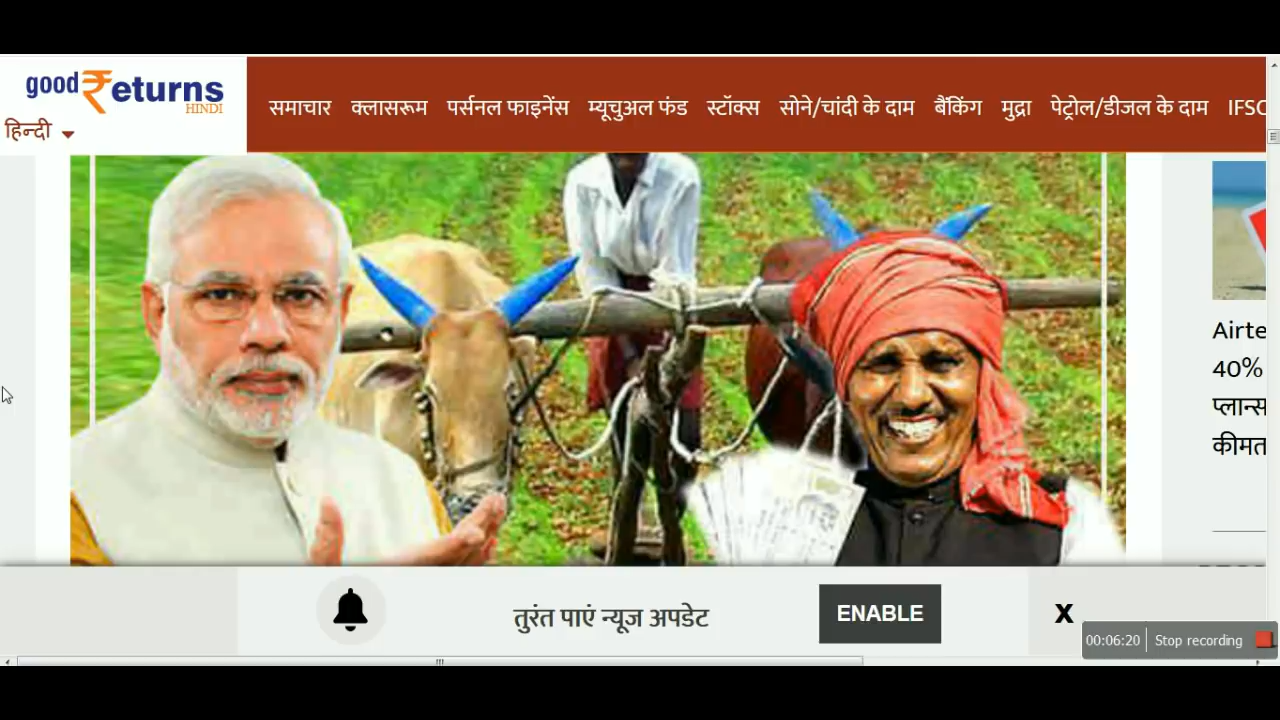 good ₹eturns
HINDI
हिन्दी
समाचार क्लासरूम पर्सनल फाइनेंस म्यूचुअल फंड स्टॉक्स सोने/चांदी के दाम बैंकिंग मुद्रा पेट्रोल/डीजल के दाम IFSC
Airte
40%
प्लान्स
कीमत
तुरंत पाएं न्यूज अपडेट
ENABLE
X
00:06:20 Stop recording